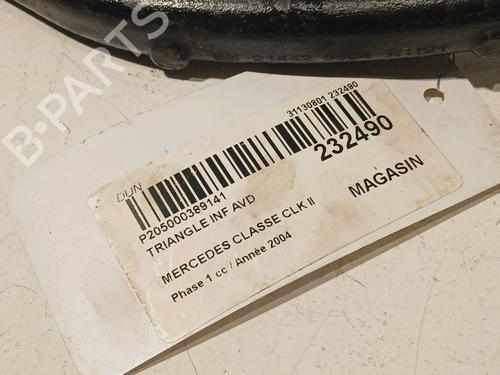 B-PARTS
DUN
31130801 232490
232490
P205000389141
TRIANGLE INF AVD
MAGASIN
MERCEDES CLASSE CLK II
Phase 1 cc / Année 2004